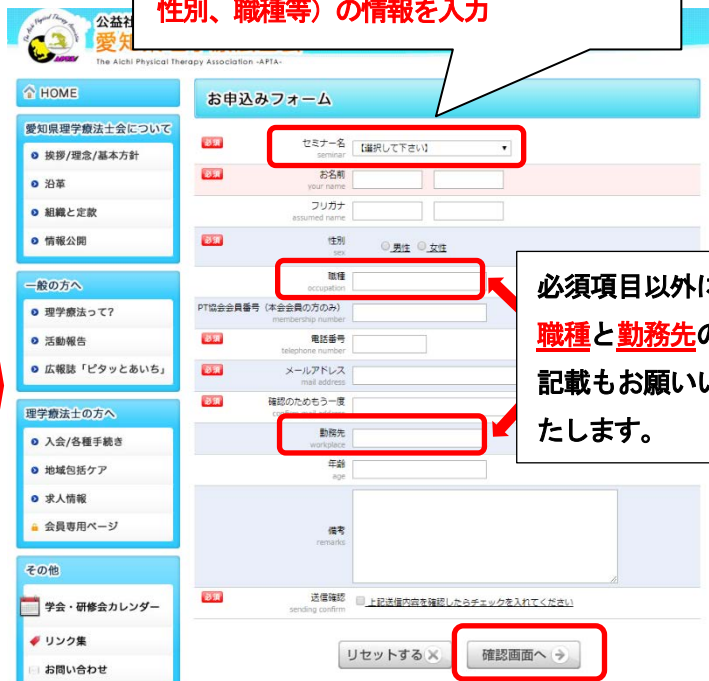 性別、職種等）の情報を入力
公益社
愛知
The Aichi Physical Therapy Association -APTA-
HOME
愛知県理学療法士会について
挨拶/理念/基本方針
沿革
組織と定款
情報公開
一般の方へ
理学療法って?
活動報告
広報誌「ピタッとあいち」
理学療法士の方へ
入会/各種手続き
地域包括ケア
求人情報
会員専用ページ
その他
学会・研修会カレンダー
リンク集
お問い合わせ
お申込みフォーム
必須 セミナー名 【選択して下さい】
seminar
必須 お名前
your name
フリガナ
assumed name
必須 性別 男性 女性
sex
職種
occupation
PT協会会員番号（本会会員の方のみ）
membership number
必須 電話番号
telephone number
必須 メールアドレス
mail address
必須 確認のためもう一度
勤務先
workplace
年齢
age
備考
remarks
必須 送信確認 上記送信内容を確認したらチェックを入れてください
sending confirm
リセットする
確認画面へ
必須項目以外に
職種と勤務先の
記載もお願いい
たします。